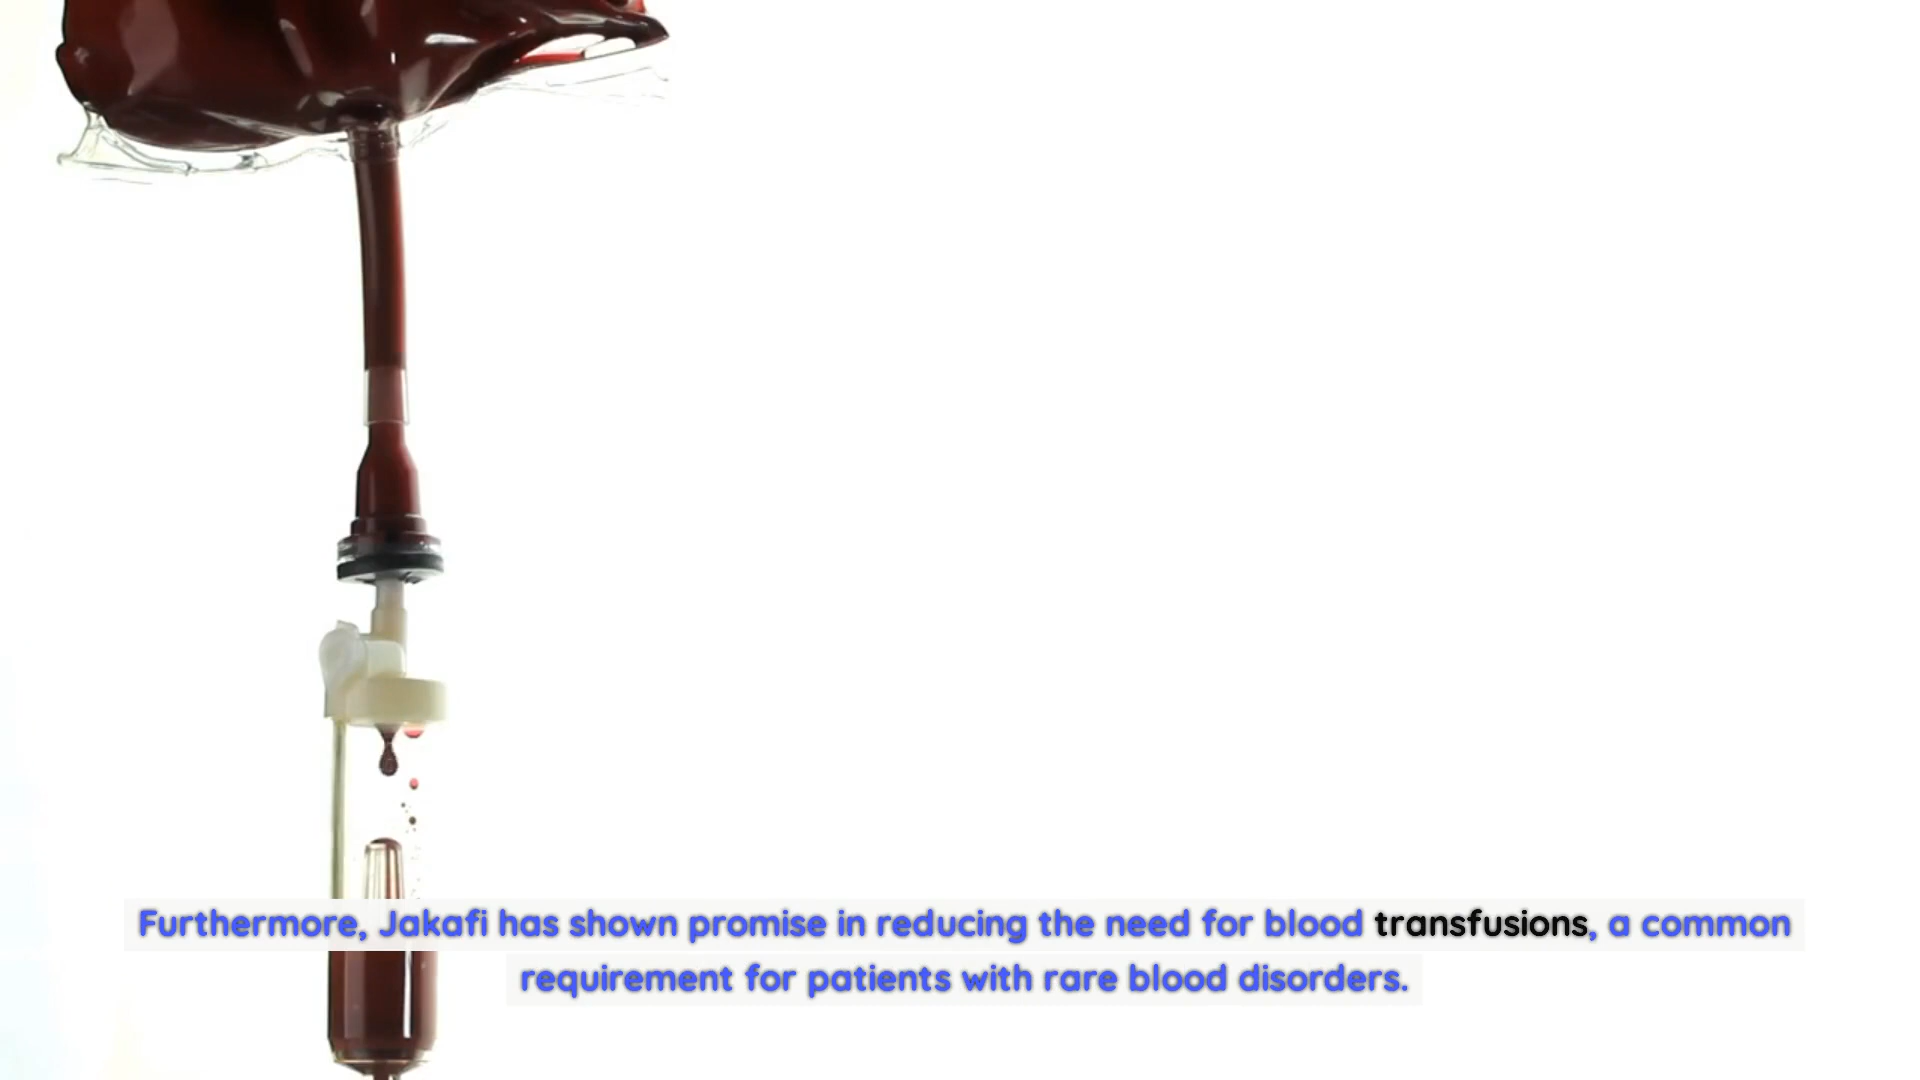 Furthermore, Jakafi has shown promise in reducing the need for blood transfusions, a common
requirement for patients with rare blood disorders.